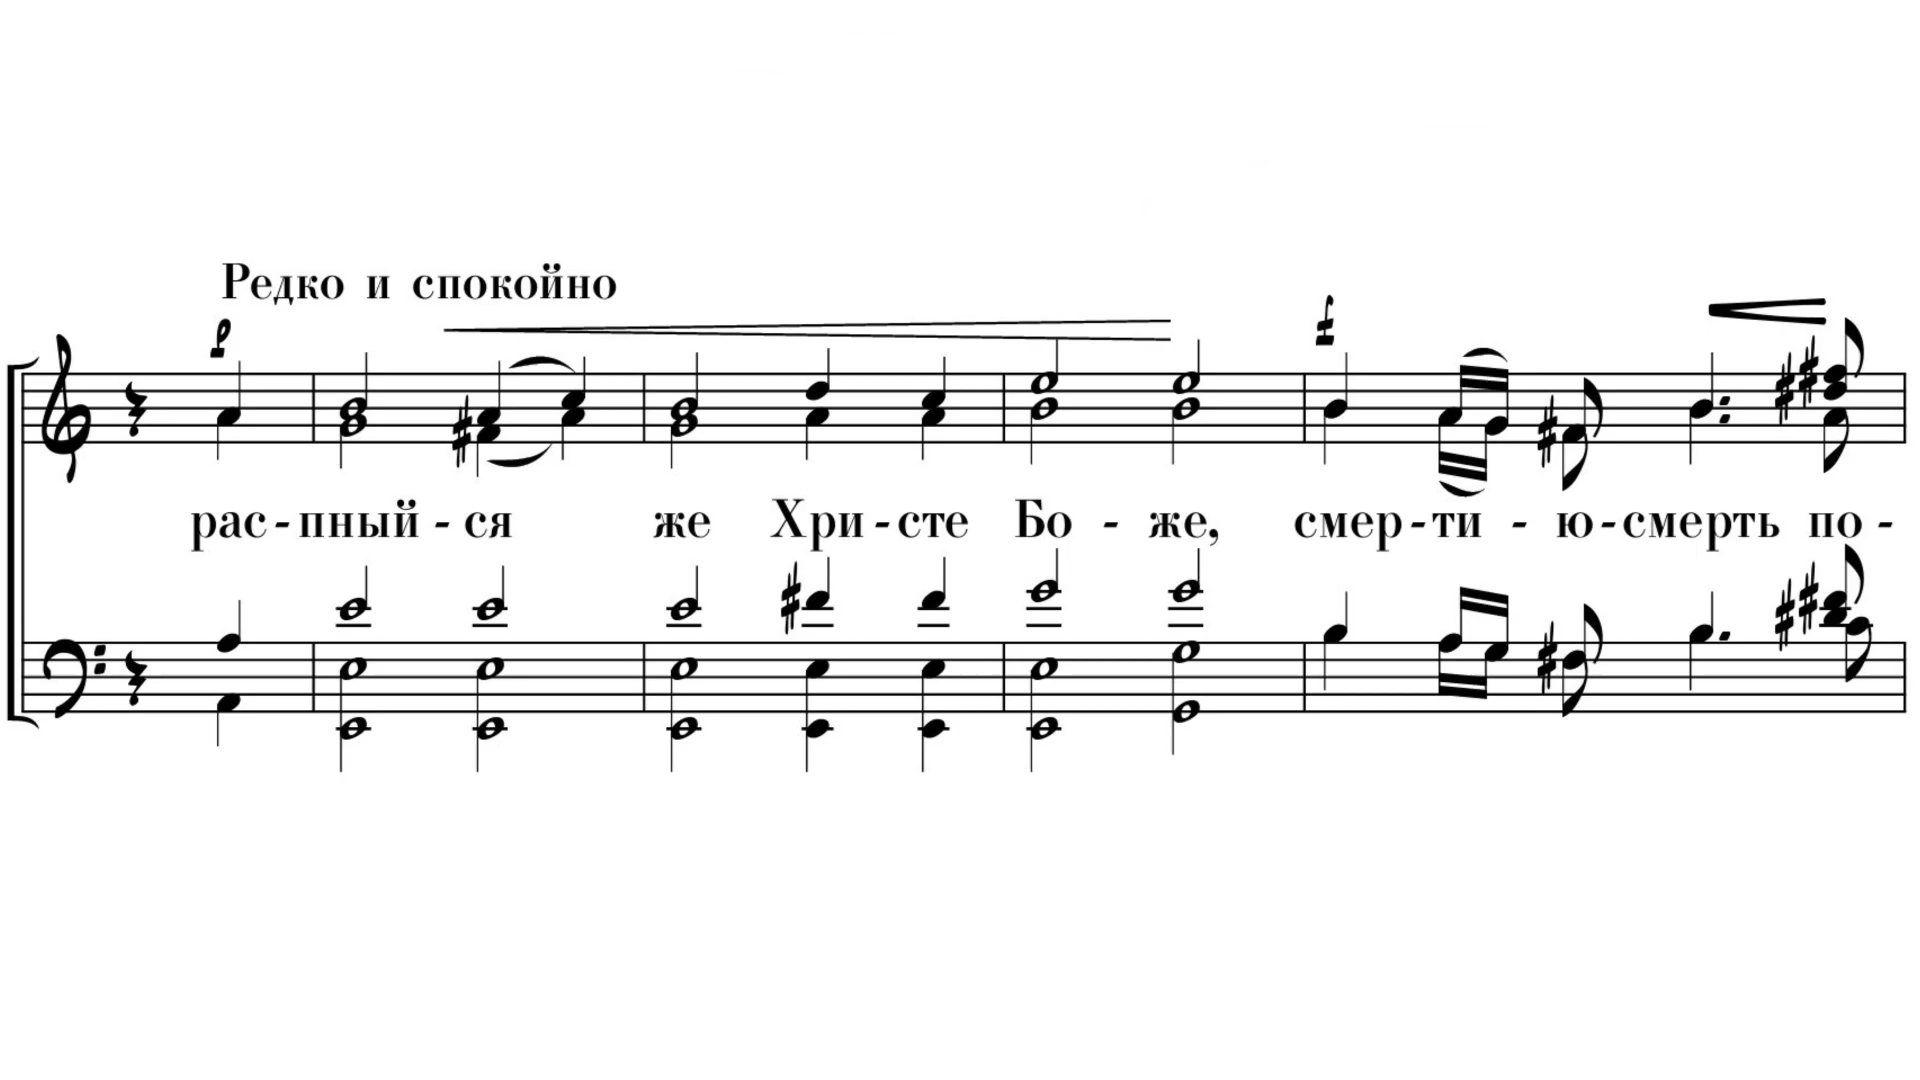 Редко и спокойно
p
f
рас-пный-ся же Хри-сте Бо - же, смер-ти - ю-смерть по-